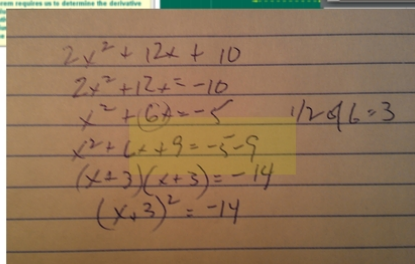 rem requires us to determine the derivative
2x² + 12x + 10
2x² + 12x = -10
x² + 6x = -5 1/2 of 6 = 3
x² + 6x + 9 = -5 - 9
(x + 3)(x + 3) = -14
(x + 3)² = -14